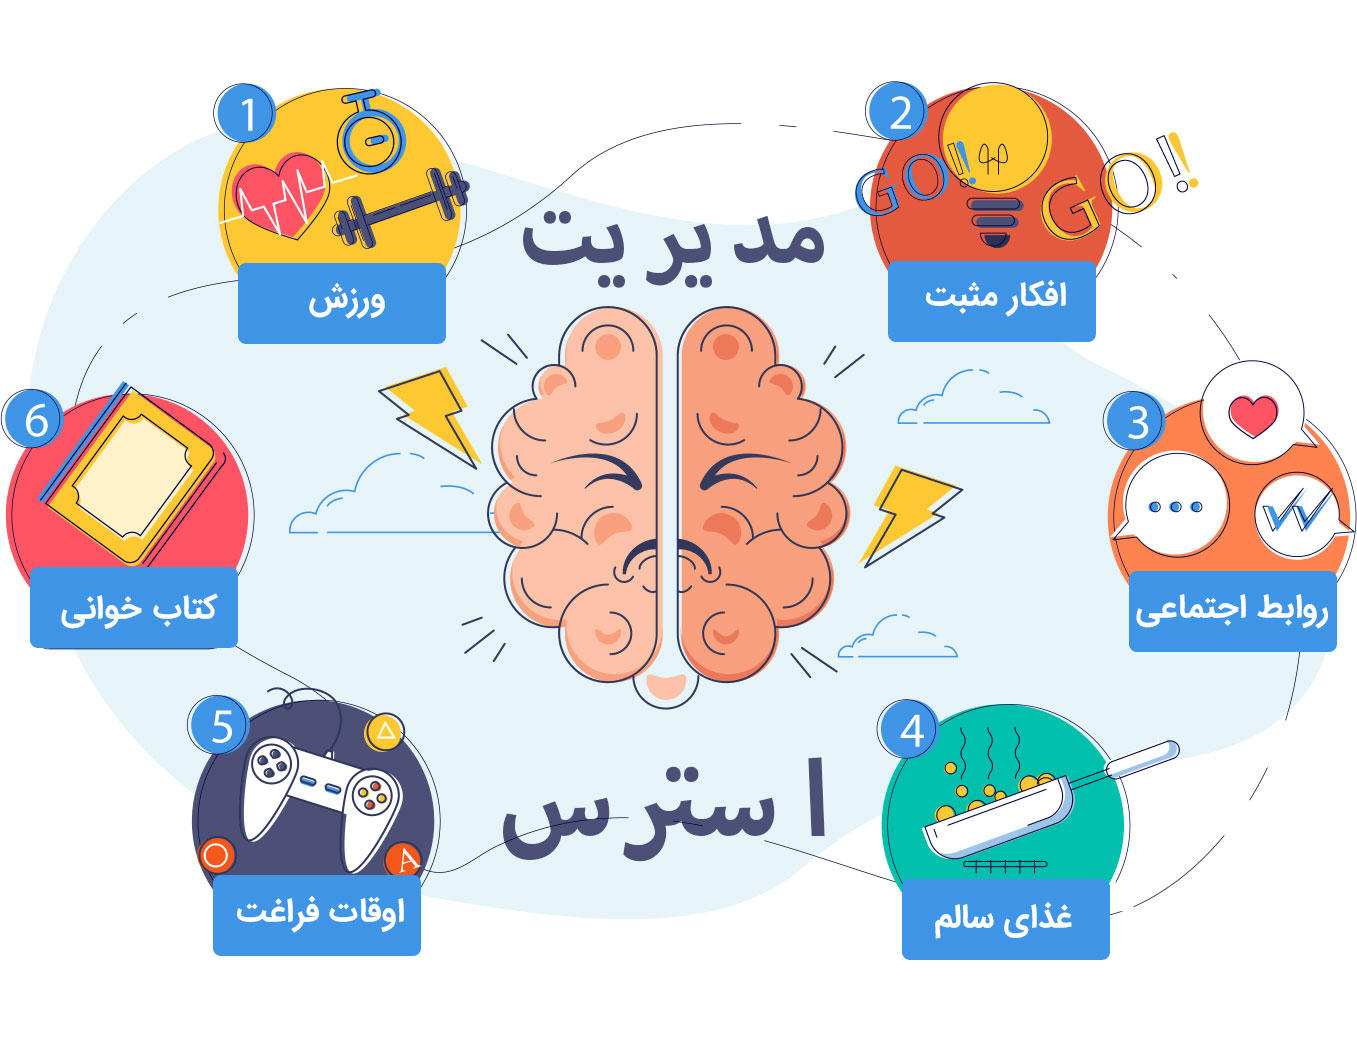 مدیریت
استرس
1
ورزش
2
GO!
GO!
افکار مثبت
3
روابط اجتماعی
4
غذای سالم
5
A
اوقات فراغت
6
کتاب خوانی